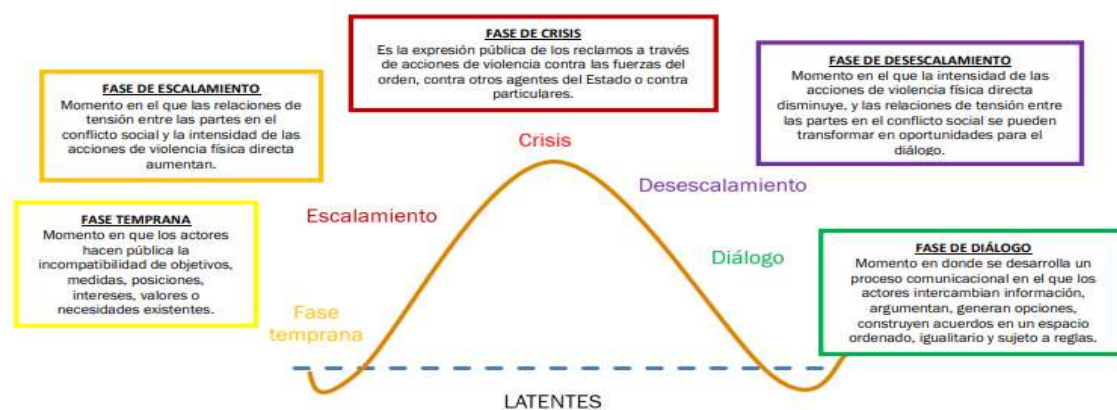 FASE DE CRISIS
Es la expresión pública de los reclamos a través
de acciones de violencia contra las fuerzas del
orden, contra otros agentes del Estado o contra
particulares.
FASE DE ESCALAMIENTO
Momento en el que las relaciones de
tensión entre las partes en el
conflicto social y la intensidad de las
acciones de violencia física directa
aumentan.
FASE DE DESESCALAMIENTO
Momento en el que la intensidad de las
acciones de violencia física directa
disminuye, y las relaciones de tensión entre
las partes en el conflicto social se pueden
transformar en oportunidades para el
diálogo.
Crisis
Desescalamiento
Escalamiento
FASE TEMPRANA
Momento en que los actores
hacen pública la
incompatibilidad de objetivos,
medidas, posiciones,
intereses, valores o
necesidades existentes.
Diálogo
FASE DE DIÁLOGO
Momento en donde se desarrolla un
proceso comunicacional en el que los
actores intercambian información,
argumentan, generan opciones,
construyen acuerdos en un espacio
ordenado, igualitario y sujeto a reglas.
Fase
temprana
LATENTES